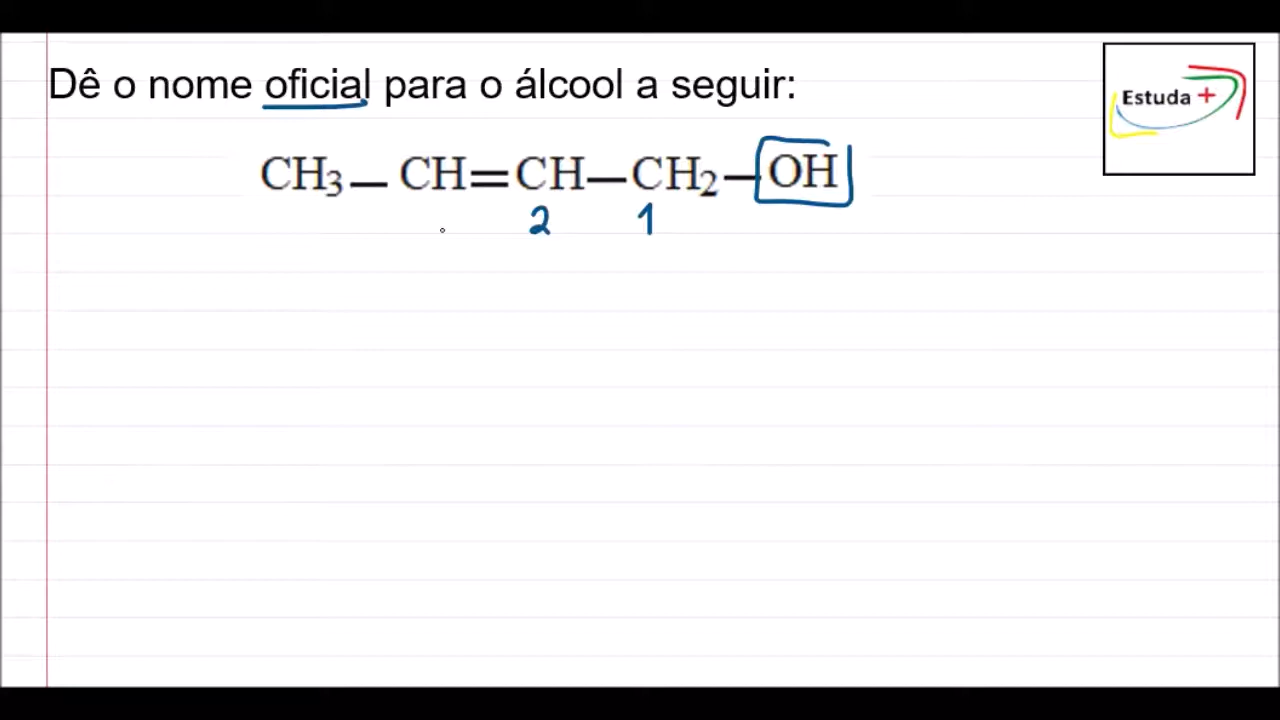 Dê o nome oficial para o álcool a seguir:
Estuda +
CH₃ — CH=CH—CH₂—OH
2 1